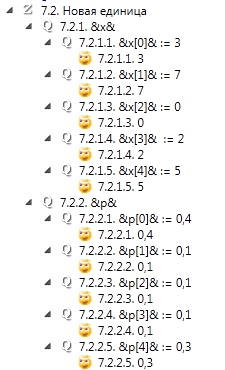 7.2. Новая единица
7.2.1. &x&
7.2.1.1. &x[0]& := 3
7.2.1.1. 3
7.2.1.2. &x[1]& := 7
7.2.1.2. 7
7.2.1.3. &x[2]& := 0
7.2.1.3. 0
7.2.1.4. &x[3]& := 2
7.2.1.4. 2
7.2.1.5. &x[4]& := 5
7.2.1.5. 5
7.2.2. &p&
7.2.2.1. &p[0]& := 0,4
7.2.2.1. 0,4
7.2.2.2. &p[1]& := 0,1
7.2.2.2. 0,1
7.2.2.3. &p[2]& := 0,1
7.2.2.3. 0,1
7.2.2.4. &p[3]& := 0,1
7.2.2.4. 0,1
7.2.2.5. &p[4]& := 0,3
7.2.2.5. 0,3